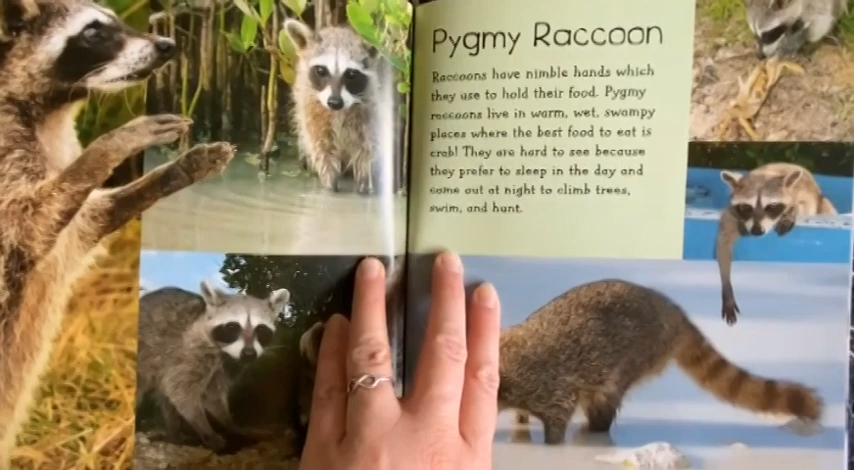 Pygmy Raccoon
Raccoons have nimble hands which
they use to hold their food. Pygmy
raccoons live in warm, wet, swampy
places where the best food to eat is
crab! They are hard to see because
they prefer to sleep in the day and
come out at night to climb trees,
swim, and hunt.